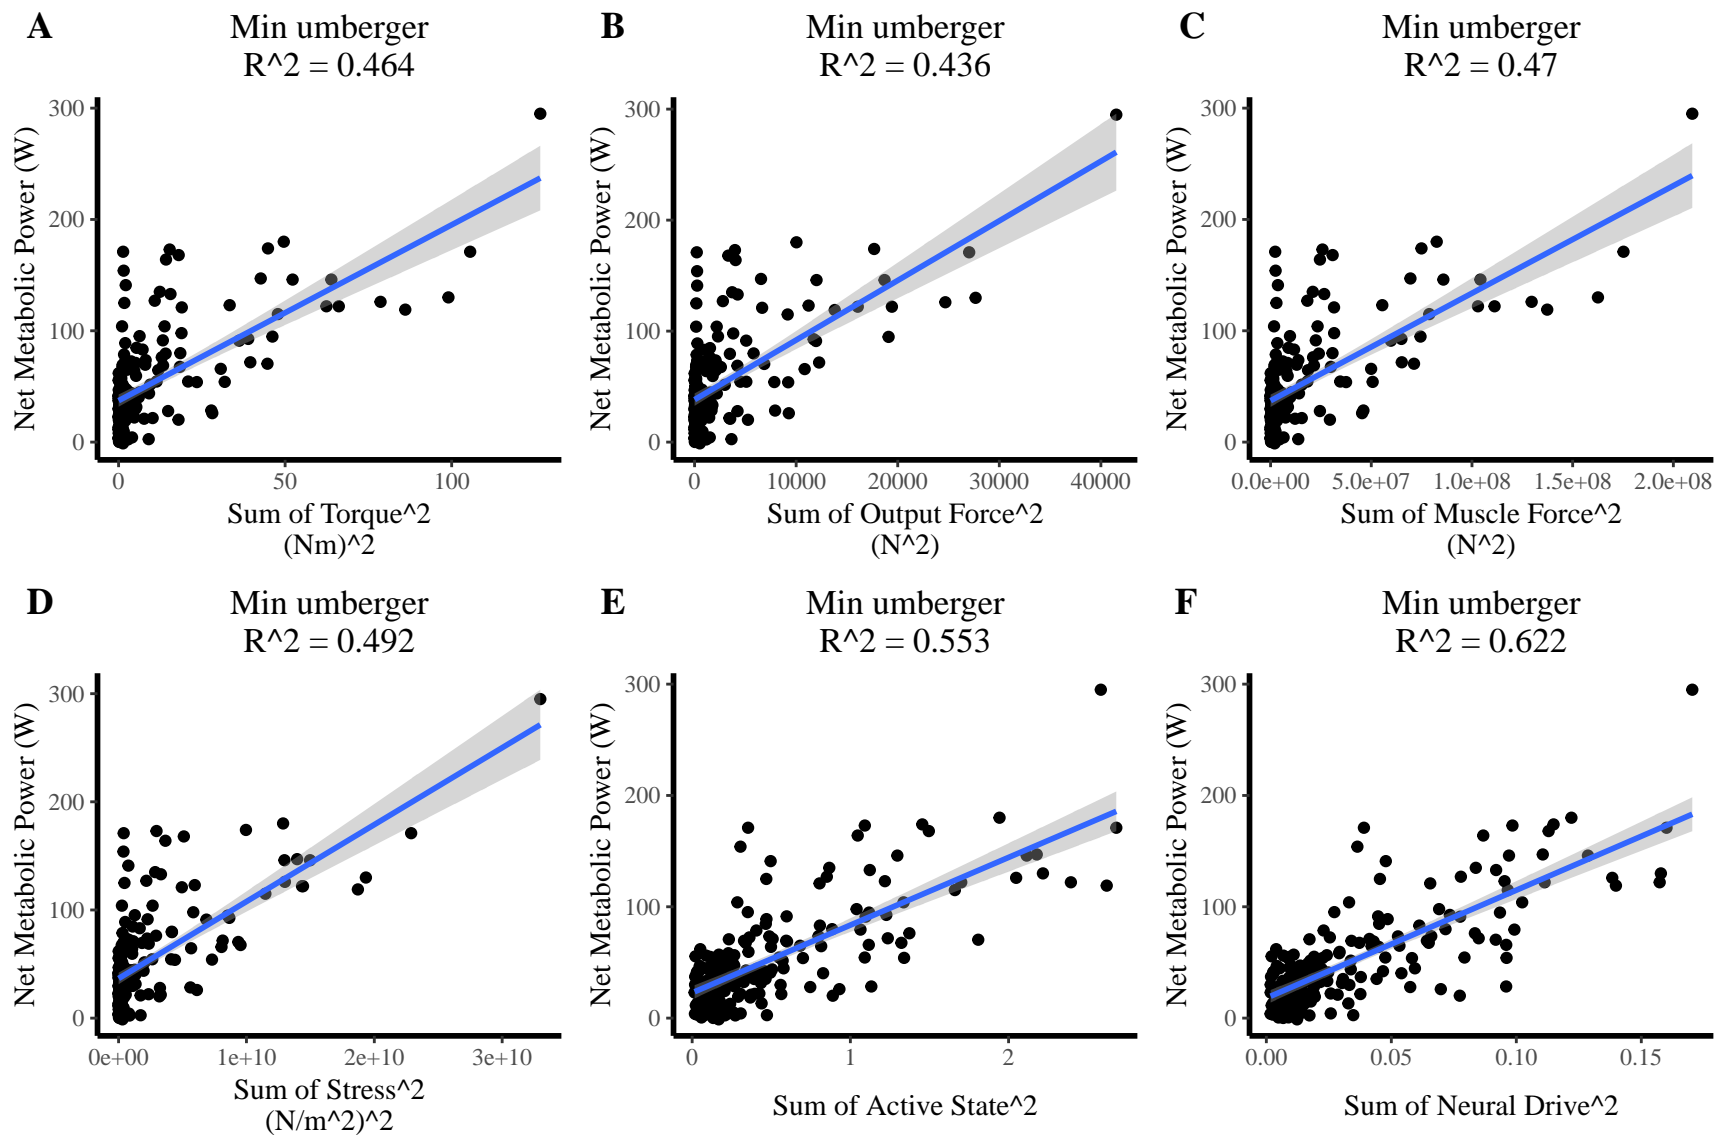 A
Min umberger
R^2 = 0.464
Net Metabolic Power (W)
300
200
100
0
0
50
100
Sum of Torque^2
(Nm)^2
B
Min umberger
R^2 = 0.436
Net Metabolic Power (W)
300
200
100
0
0
10000
20000
30000
40000
Sum of Output Force^2
(N^2)
C
Min umberger
R^2 = 0.47
Net Metabolic Power (W)
300
200
100
0
0.0e+00
5.0e+07
1.0e+08
1.5e+08
2.0e+08
Sum of Muscle Force^2
(N^2)
D
Min umberger
R^2 = 0.492
Net Metabolic Power (W)
300
200
100
0
0e+00
1e+10
2e+10
3e+10
Sum of Stress^2
(N/m^2)^2
E
Min umberger
R^2 = 0.553
Net Metabolic Power (W)
300
200
100
0
0
1
2
Sum of Active State^2
F
Min umberger
R^2 = 0.622
Net Metabolic Power (W)
300
200
100
0
0.00
0.05
0.10
0.15
Sum of Neural Drive^2